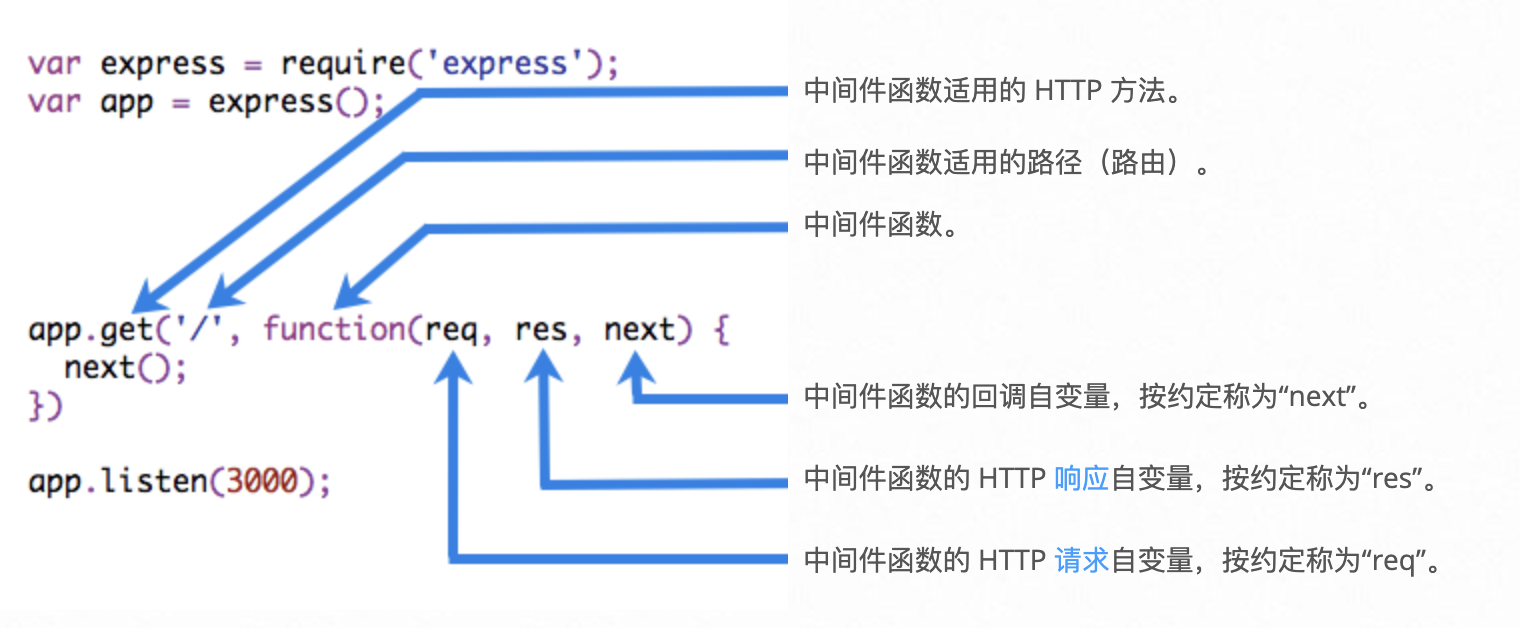 var express = require('express');
var app = express();
中间件函数适用的 HTTP 方法。
中间件函数适用的路径（路由）。
中间件函数。
app.get('/', function(req, res, next) {
next();
})
app.listen(3000);
中间件函数的回调自变量，按约定称为“next”。
中间件函数的 HTTP 响应自变量，按约定称为“res”。
中间件函数的 HTTP 请求自变量，按约定称为“req”。